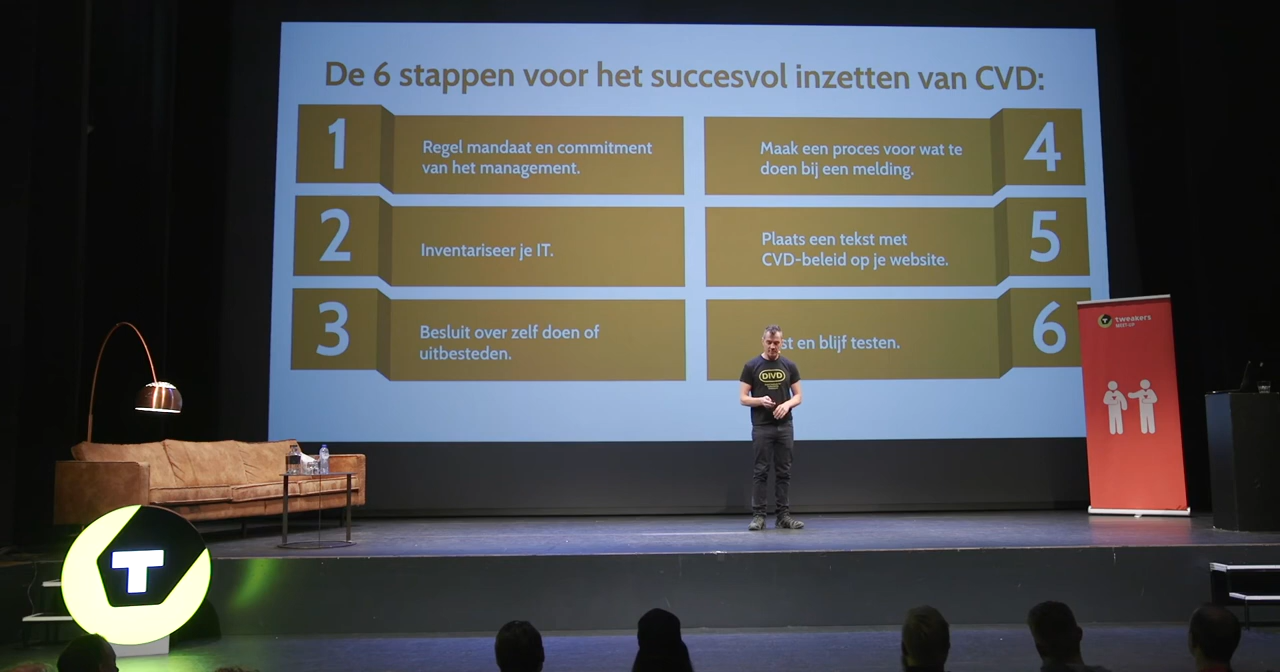 De 6 stappen voor het succesvol inzetten van CVD:
1
Regel mandaat en commitment
van het management.
2
Inventariseer je IT.
3
Besluit over zelf doen of
uitbesteden.
4
Maak een proces voor wat te
doen bij een melding.
5
Plaats een tekst met
CVD-beleid op je website.
6
en blijf testen.
DIVD
tweakers
MEET-UP
T